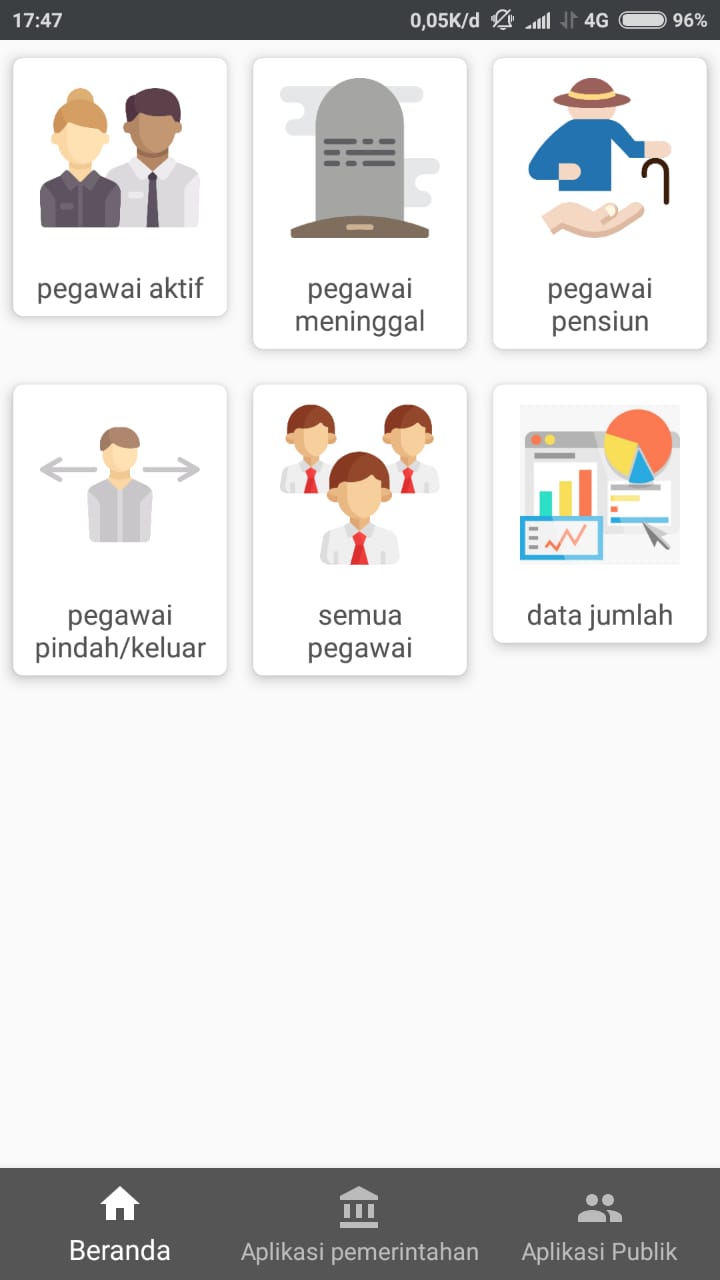 17:47 0,05K/d 4G 96%
pegawai aktif
pegawai
meninggal
pegawai
pensiun
pegawai
pindah/keluar
semua
pegawai
data jumlah
Beranda
Aplikasi pemerintahan
Aplikasi Publik